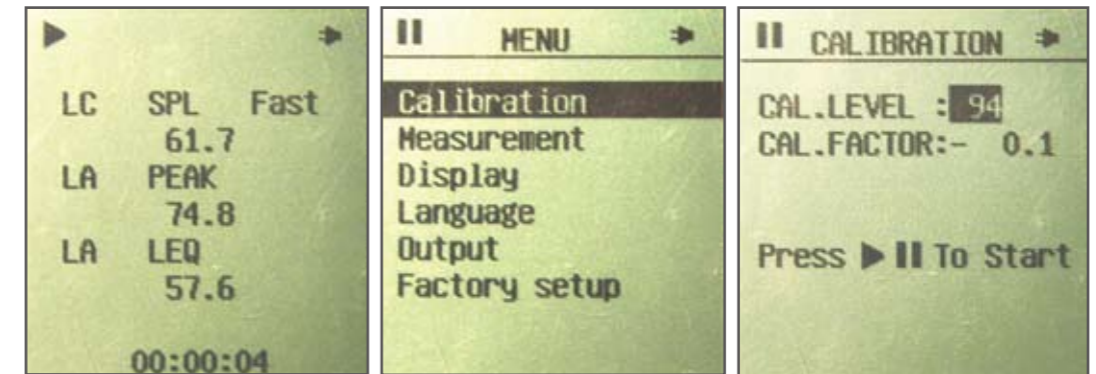 LC SPL Fast
61.7
LA PEAK
74.8
LA LEQ
57.6
00:00:04
MENU
Calibration
Measurement
Display
Language
Output
Factory setup
CALIBRATION
CAL.LEVEL : 94
CAL.FACTOR:- 0.1
Press ▶ II To Start